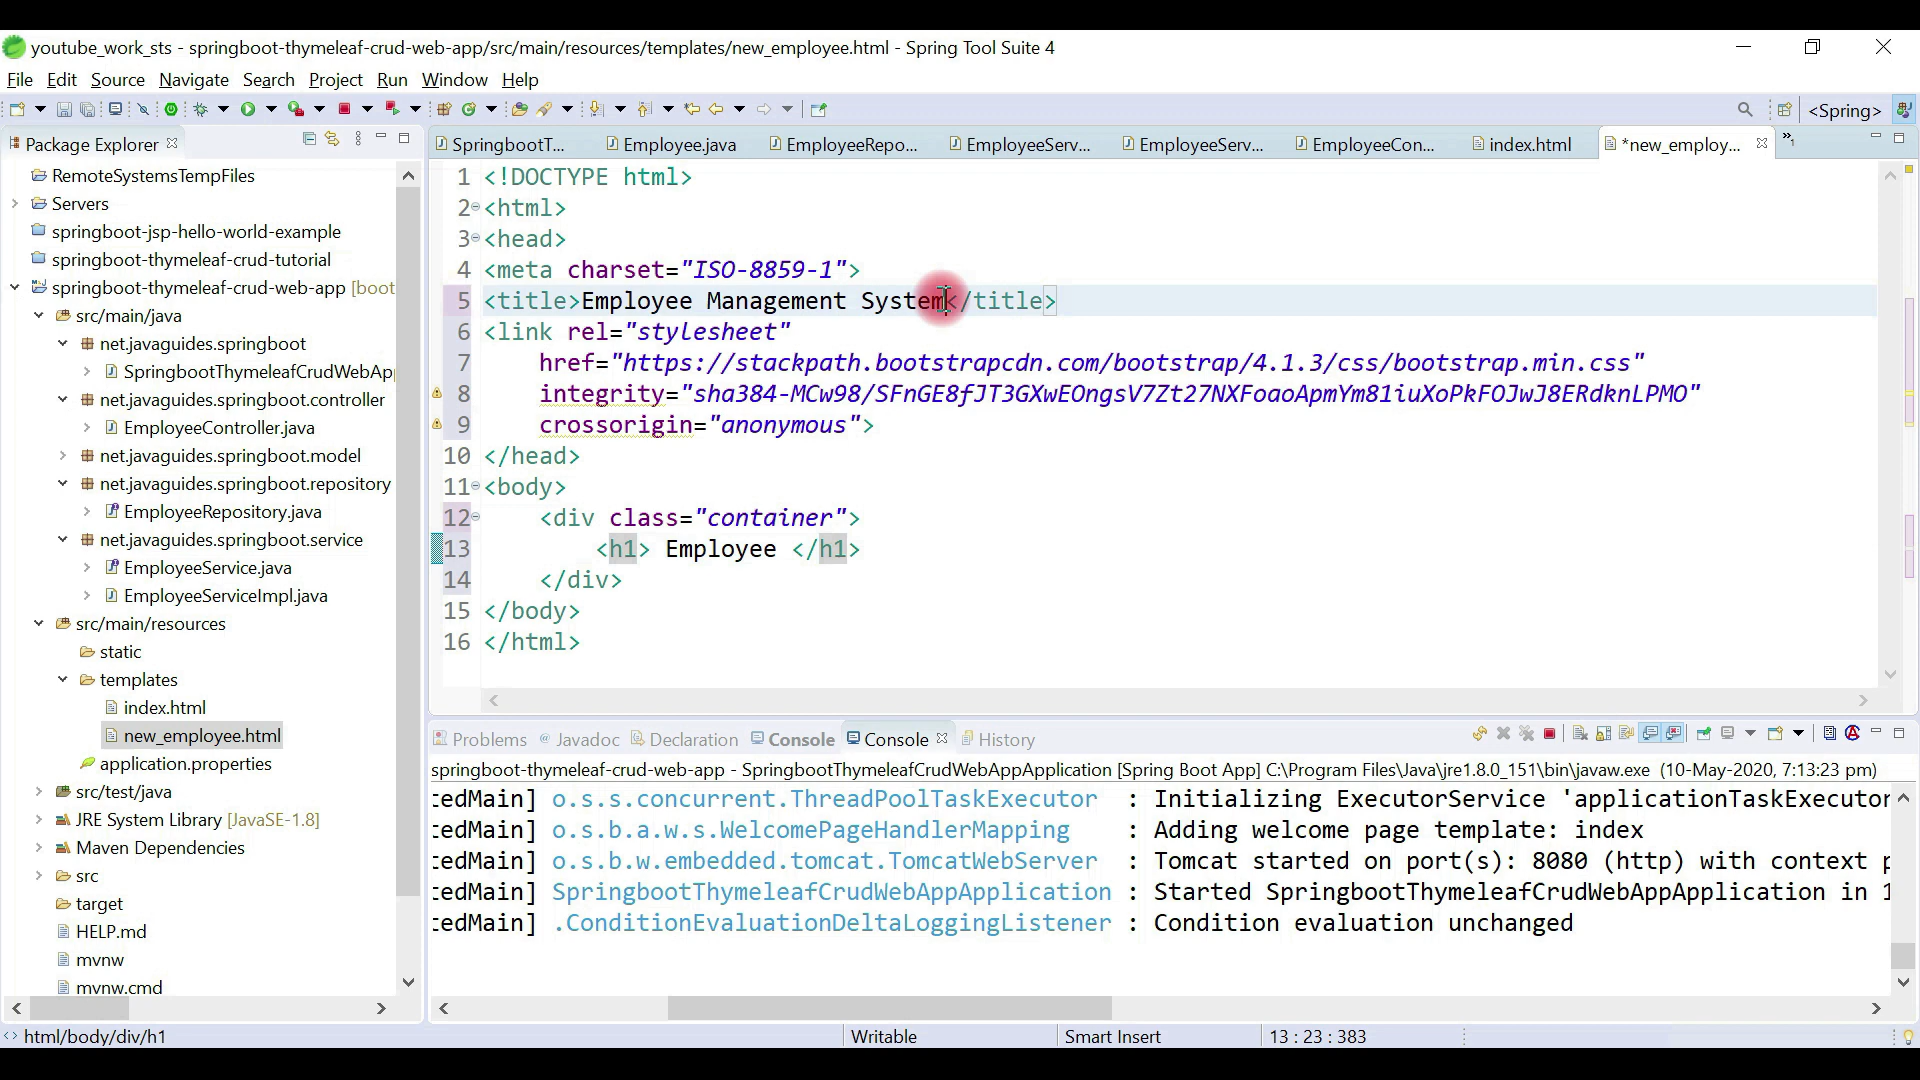 youtube_work_sts - springboot-thymeleaf-crud-web-app/src/main/resources/templates/new_employee.html - Spring Tool Suite 4
File Edit Source Navigate Search Project Run Window Help
<Spring>
Package Explorer
RemoteSystemsTempFiles
Servers
springboot-jsp-hello-world-example
springboot-thymeleaf-crud-tutorial
springboot-thymeleaf-crud-web-app [boot
src/main/java
net.javaguides.springboot
SpringbootThymeleafCrudWebAp
net.javaguides.springboot.controller
EmployeeController.java
net.javaguides.springboot.model
net.javaguides.springboot.repository
EmployeeRepository.java
net.javaguides.springboot.service
EmployeeService.java
EmployeeServiceImpl.java
src/main/resources
static
templates
index.html
new_employee.html
application.properties
src/test/java
JRE System Library [JavaSE-1.8]
Maven Dependencies
src
target
HELP.md
mvnw
mvnw.cmd
SpringbootT... Employee.java EmployeeRepo... EmployeeServ... EmployeeServ... EmployeeCon... index.html *new_employ... »1
1 <!DOCTYPE html>
2 <html>
3 <head>
4 <meta charset="ISO-8859-1">
5 <title>Employee Management System</title>
6 <link rel="stylesheet"
7 href="https://stackpath.bootstrapcdn.com/bootstrap/4.1.3/css/bootstrap.min.css"
8 integrity="sha384-MCw98/SFnGE8fJT3GXwEOngsV7Zt27NXFoaoApmYm81iuXoPkFOJwJ8ERdknLPMO"
9 crossorigin="anonymous">
10 </head>
11 <body>
12 <div class="container">
13 <h1> Employee </h1>
14 </div>
15 </body>
16 </html>
Problems Javadoc Declaration Console Console History
springboot-thymeleaf-crud-web-app - SpringbootThymeleafCrudWebAppApplication [Spring Boot App] C:\Program Files\Java\jre1.8.0_151\bin\javaw.exe (10-May-2020, 7:13:23 pm)
tedMain] o.s.s.concurrent.ThreadPoolTaskExecutor : Initializing ExecutorService 'applicationTaskExecutor
tedMain] o.s.b.a.w.s.WelcomePageHandlerMapping : Adding welcome page template: index
tedMain] o.s.b.w.embedded.tomcat.TomcatWebServer : Tomcat started on port(s): 8080 (http) with context p
tedMain] SpringbootThymeleafCrudWebAppApplication : Started SpringbootThymeleafCrudWebAppApplication in 1
tedMain] .ConditionEvaluationDeltaLoggingListener : Condition evaluation unchanged
html/body/div/h1 Writable Smart Insert 13 : 23 : 383